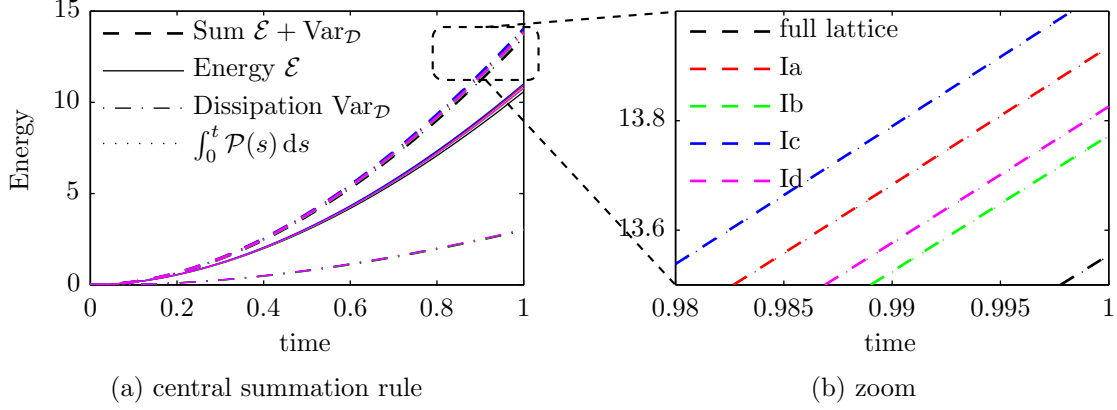 15
10
5
0
Energy
Sum ℰ + Var𝒟
Energy ℰ
Dissipation Var𝒟
∫₀ᵗ 𝒫(s) ds
0
0.2
0.4
0.6
0.8
1
time
(a) central summation rule
13.8
13.6
full lattice
Ia
Ib
Ic
Id
0.98
0.985
0.99
0.995
1
time
(b) zoom